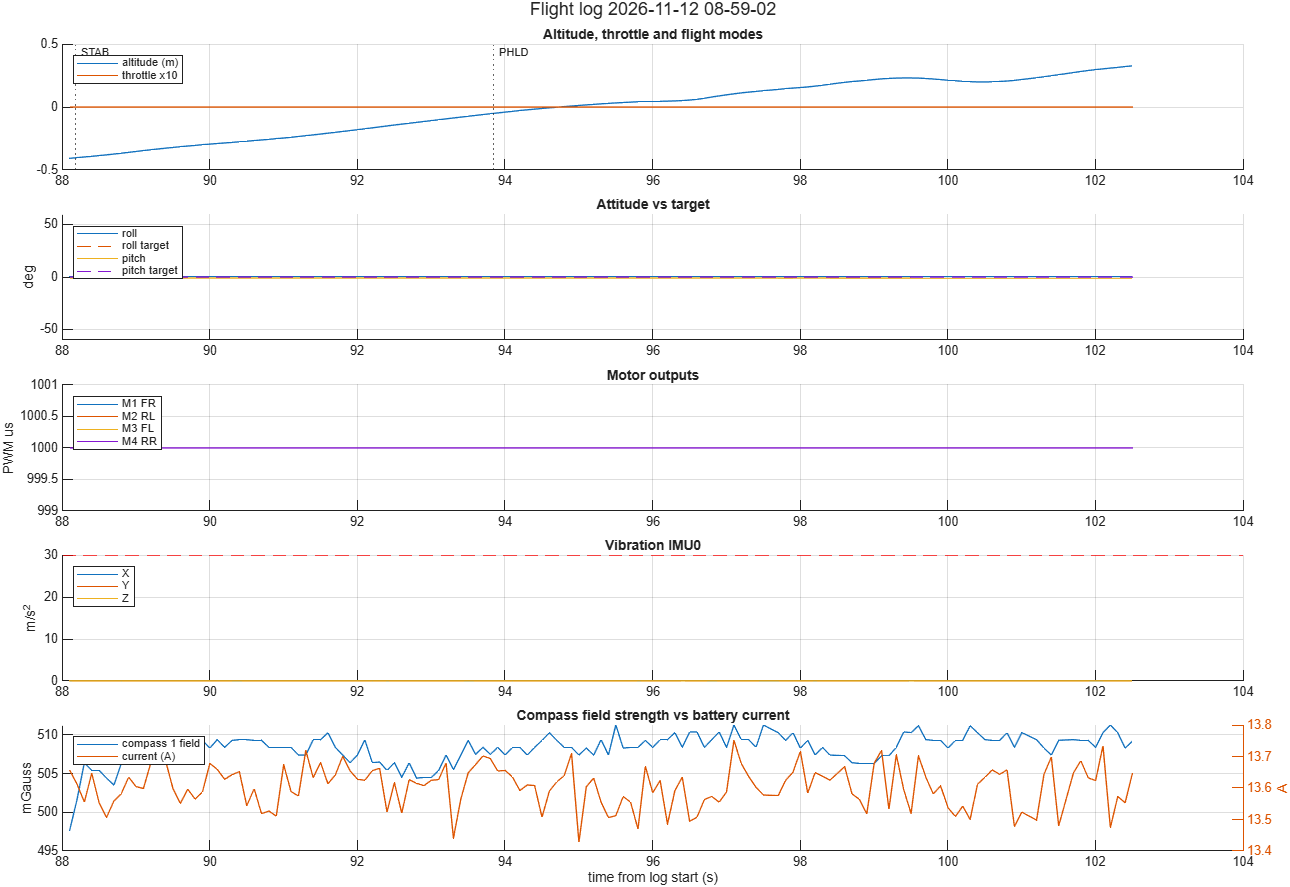 Flight log 2026-11-12 08-59-02
Altitude, throttle and flight modes
STAB
PHLD
altitude (m)
throttle x10
0.5
0
-0.5
88 90 92 94 96 98 100 102 104
Attitude vs target
deg
roll
roll target
pitch
pitch target
50
0
-50
88 90 92 94 96 98 100 102 104
Motor outputs
PWM us
M1 FR
M2 RL
M3 FL
M4 RR
1001
1000.5
1000
999.5
999
88 90 92 94 96 98 100 102 104
Vibration IMU0
m/s²
X
Y
Z
30
20
10
0
88 90 92 94 96 98 100 102 104
Compass field strength vs battery current
mGauss
compass 1 field
current (A)
510
505
500
495
13.8
13.7
13.6
13.5
13.4
A
88 90 92 94 96 98 100 102 104
time from log start (s)